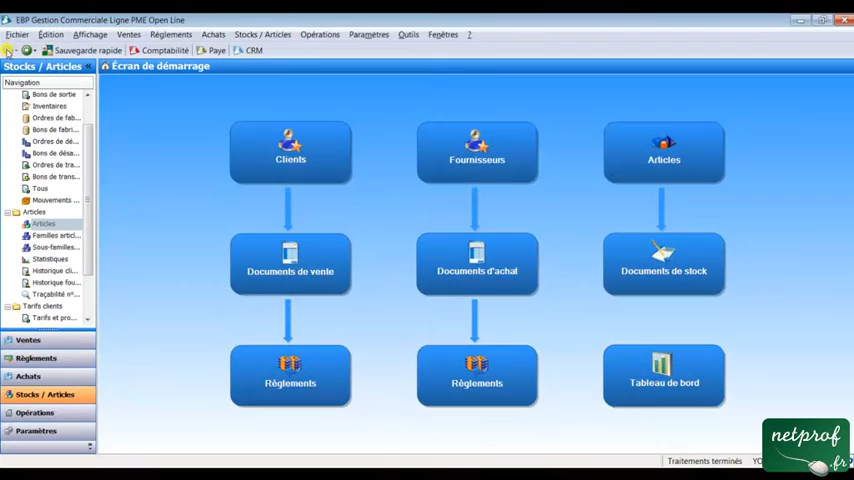 EBP Gestion Commerciale Ligne PME Open Line
Fichier Édition Affichage Ventes Règlements Achats Stocks / Articles Opérations Paramètres Outils Fenêtres ?
Sauvegarde rapide Comptabilité Paye CRM
Stocks / Articles «
Écran de démarrage
Navigation
Bons de sortie
Inventaires
Ordres de fab...
Bons de fabri...
Ordres de dé...
Bons de désa...
Ordres de tra...
Bons de trans...
Tous
Mouvements ...
Articles
Articles
Familles articl...
Sous-familles...
Statistiques
Historique cli...
Historique fou...
Traçabilité n°...
Tarifs clients
Tarifs et pro...
Ventes
Règlements
Achats
Stocks / Articles
Opérations
Paramètres
Clients
Fournisseurs
Articles
Documents de vente
Documents d'achat
Documents de stock
Règlements
Règlements
Tableau de bord
Traitements terminés
netprof
.fr